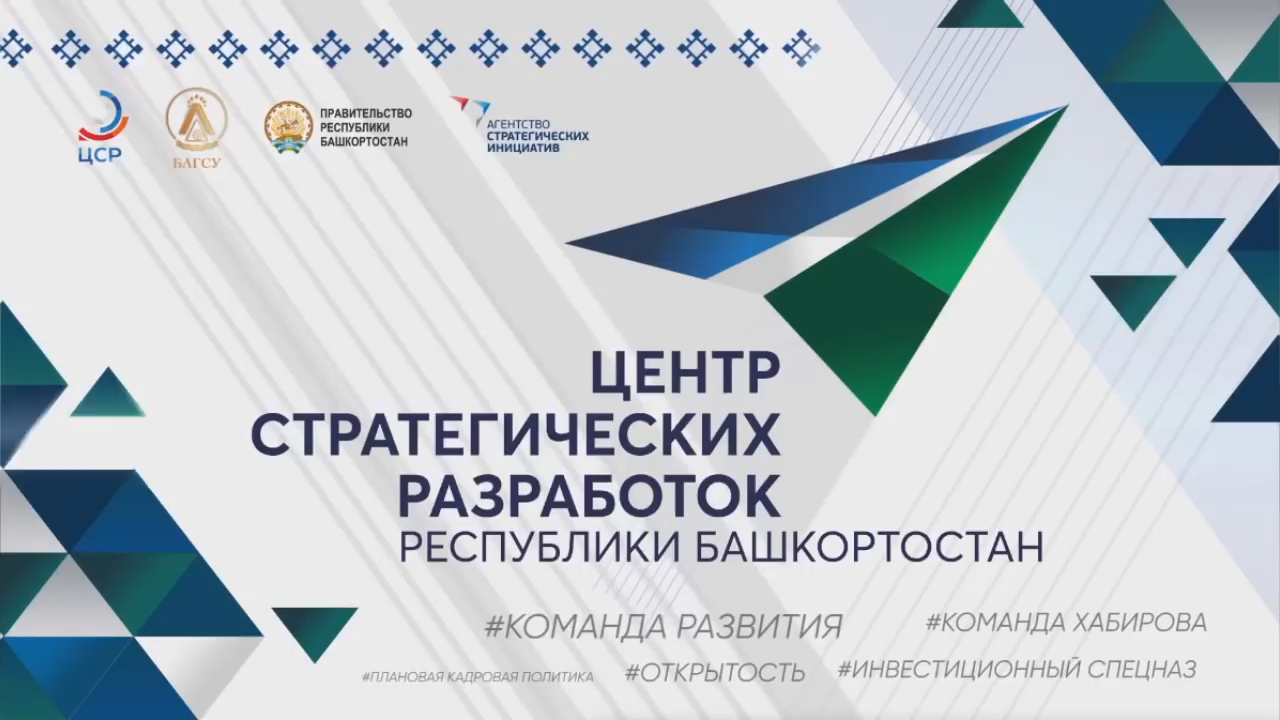 ЦСР
БАГСУ
ПРАВИТЕЛЬСТВО
РЕСПУБЛИКИ
БАШКОРТОСТАН
АГЕНТСТВО
СТРАТЕГИЧЕСКИХ
ИНИЦИАТИВ
ЦЕНТР
СТРАТЕГИЧЕСКИХ
РАЗРАБОТОК
РЕСПУБЛИКИ БАШКОРТОСТАН
#КОМАНДА РАЗВИТИЯ
#КОМАНДА ХАБИРОВА
#ПЛАНОВАЯ КАДРОВАЯ ПОЛИТИКА
#ОТКРЫТОСТЬ
#ИНВЕСТИЦИОННЫЙ СПЕЦНАЗ